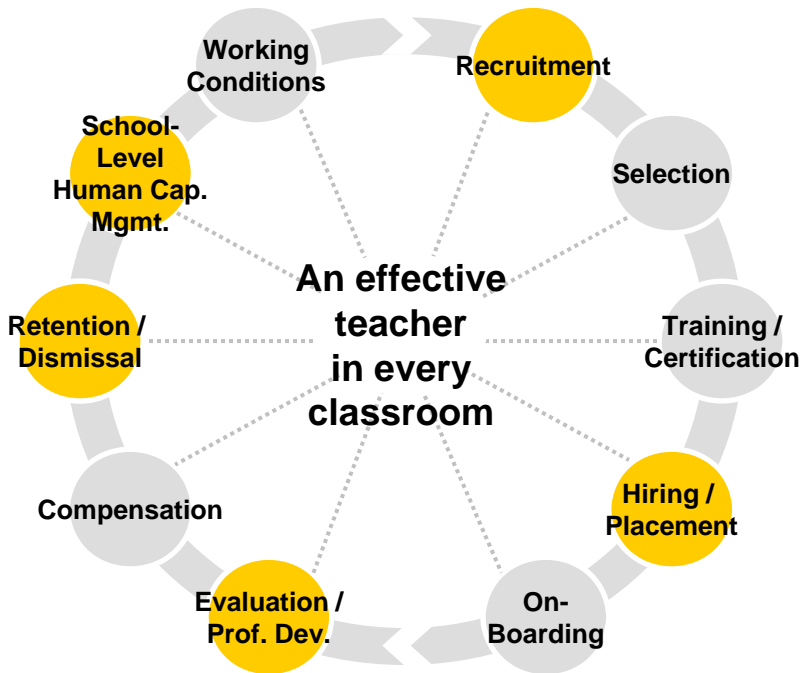 Working
Conditions
Recruitment
School-
Level
Human Cap.
Mgmt.
Selection
An effective
teacher
in every
classroom
Retention /
Dismissal
Training /
Certification
Compensation
Hiring /
Placement
Evaluation /
Prof. Dev.
On-
Boarding